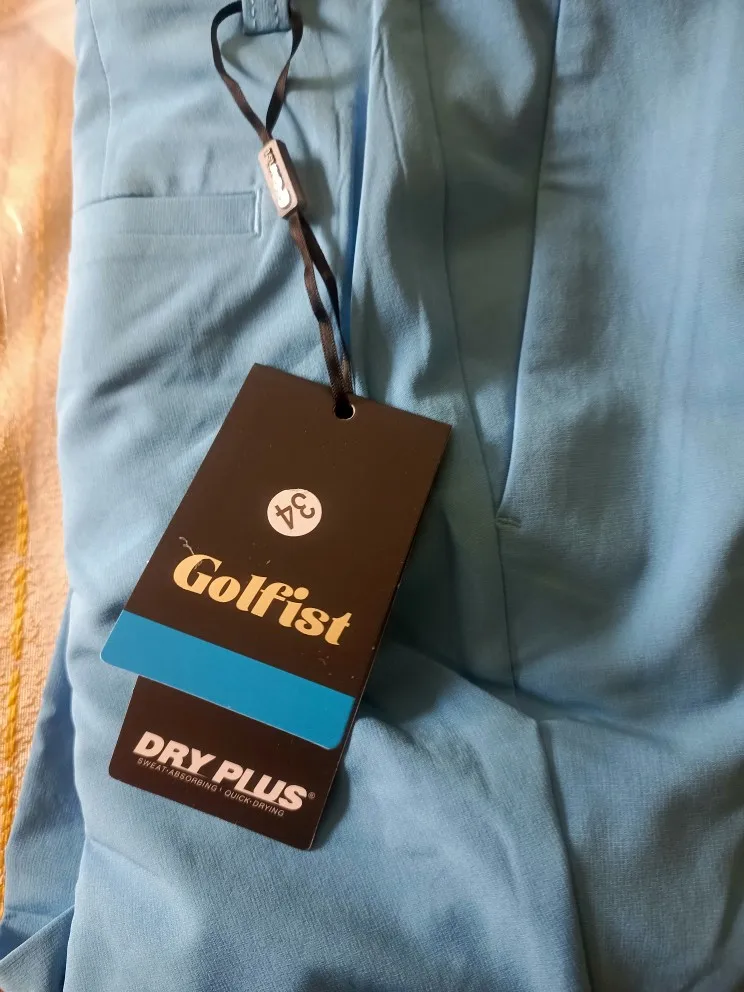 34
Golfist
DRY PLUS®
SWEAT-ABSORBING · QUICK-DRYING